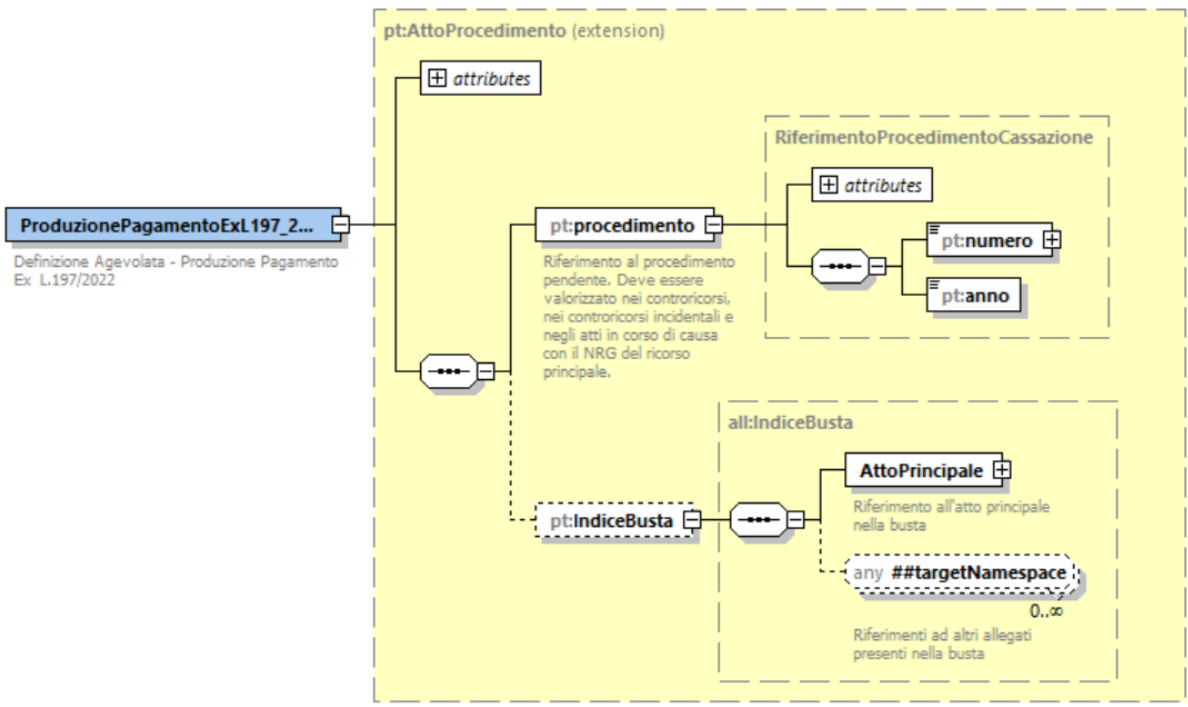 pt:AttoProcedimento (extension)
attributes
RiferimentoProcedimentoCassazione
attributes
ProduzionePagamentoExL197_2...
Definizione Agevolata - Produzione Pagamento
Ex L.197/2022
pt:procedimento
Riferimento al procedimento
pendente. Deve essere
valorizzato nei controricorsi,
nei controricorsi incidentali e
negli atti in corso di causa
con il NRG del ricorso
principale.
pt:numero
pt:anno
all:IndiceBusta
AttoPrincipale
Riferimento all'atto principale
nella busta
pt:IndiceBusta
any ##targetNamespace
0..∞
Riferimenti ad altri allegati
presenti nella busta